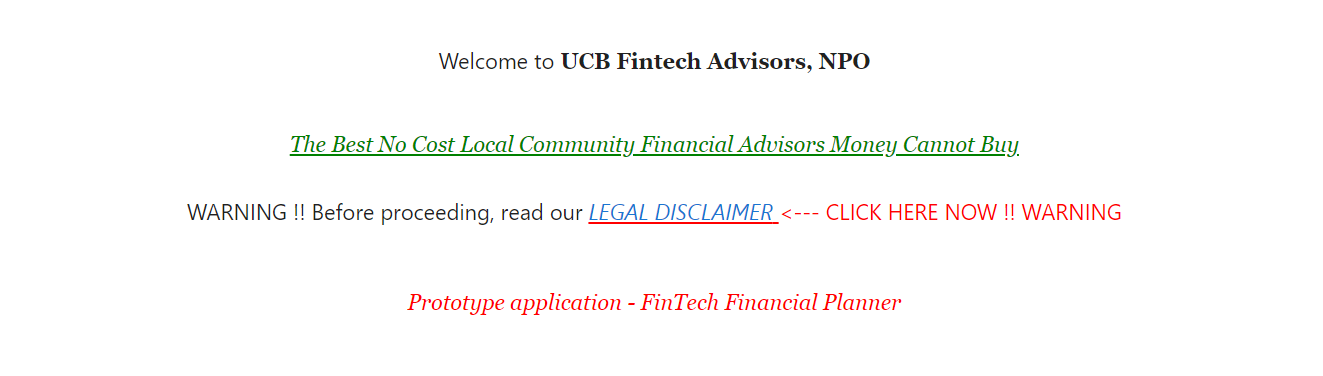 Welcome to UCB Fintech Advisors, NPO
The Best No Cost Local Community Financial Advisors Money Cannot Buy
WARNING !! Before proceeding, read our LEGAL DISCLAIMER <--- CLICK HERE NOW !! WARNING
Prototype application - FinTech Financial Planner